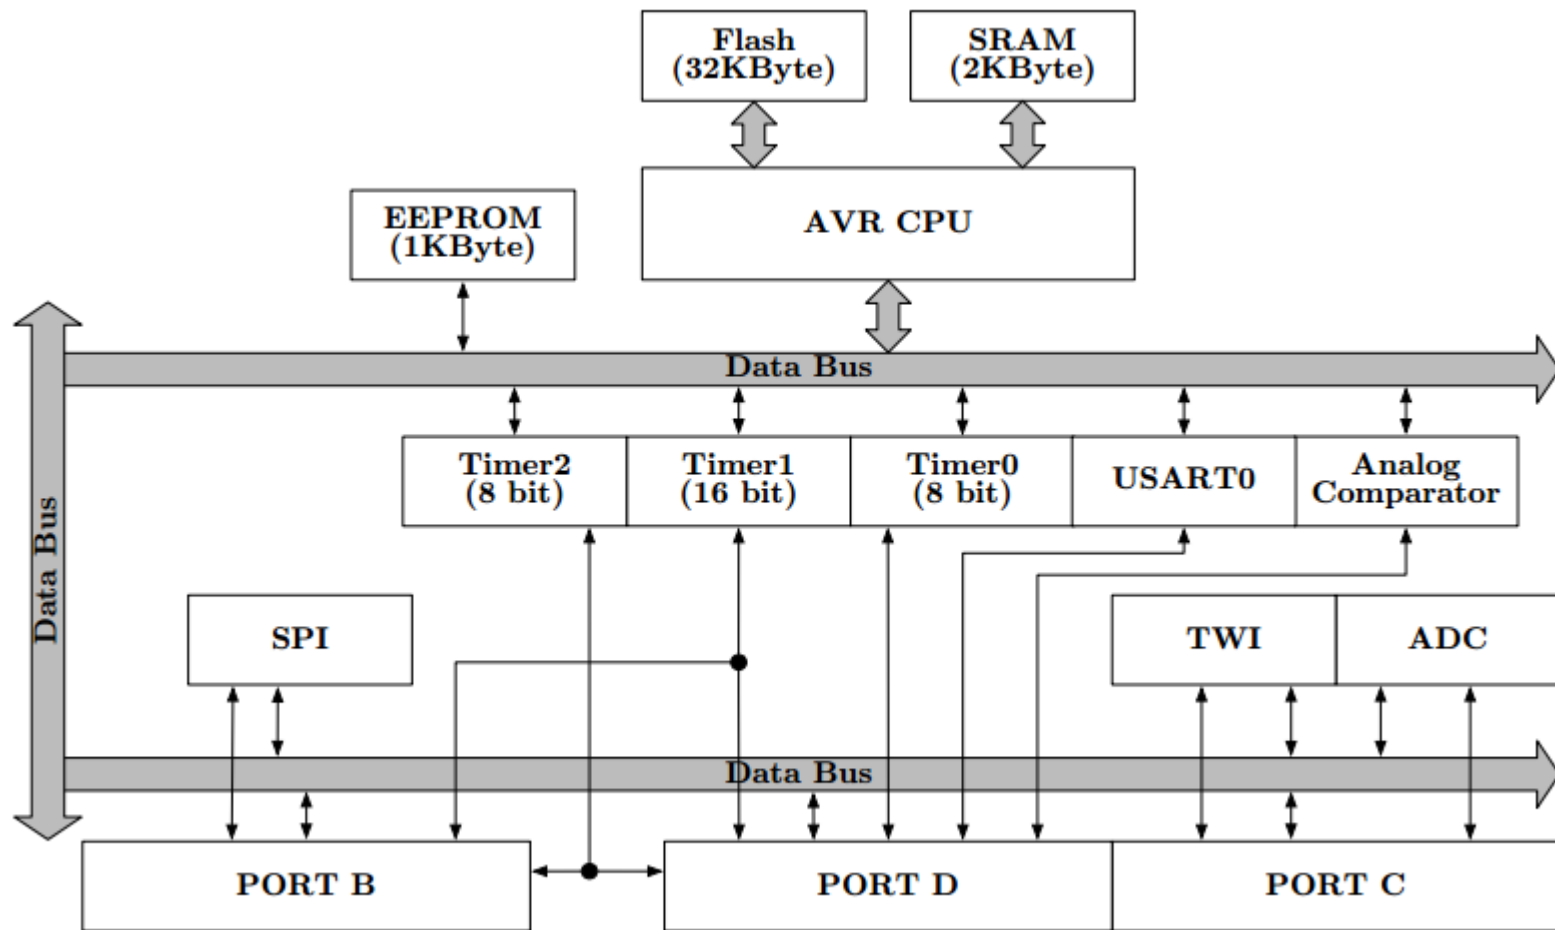 Flash
(32KByte)
SRAM
(2KByte)
EEPROM
(1KByte)
AVR CPU
Data Bus
Data Bus
Timer2
(8 bit)
Timer1
(16 bit)
Timer0
(8 bit)
USART0
Analog
Comparator
SPI
TWI
ADC
Data Bus
PORT B
PORT D
PORT C